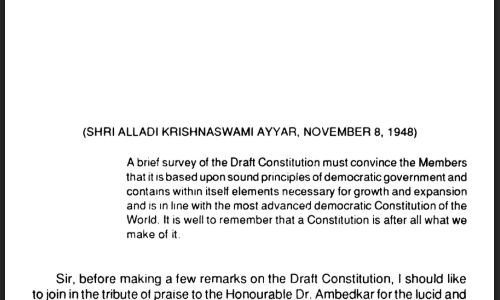 (SHRI ALLADI KRISHNASWAMI AYYAR, NOVEMBER 8, 1948)
A brief survey of the Draft Constitution must convince the Members
that it is based upon sound principles of democratic government and
contains within itself elements necessary for growth and expansion
and is in line with the most advanced democratic Constitution of the
World. It is well to remember that a Constitution is after all what we
make of it.
Sir, before making a few remarks on the Draft Constitution, I should like
to join in the tribute of praise to the Honourable Dr. Ambedkar for the lucid and